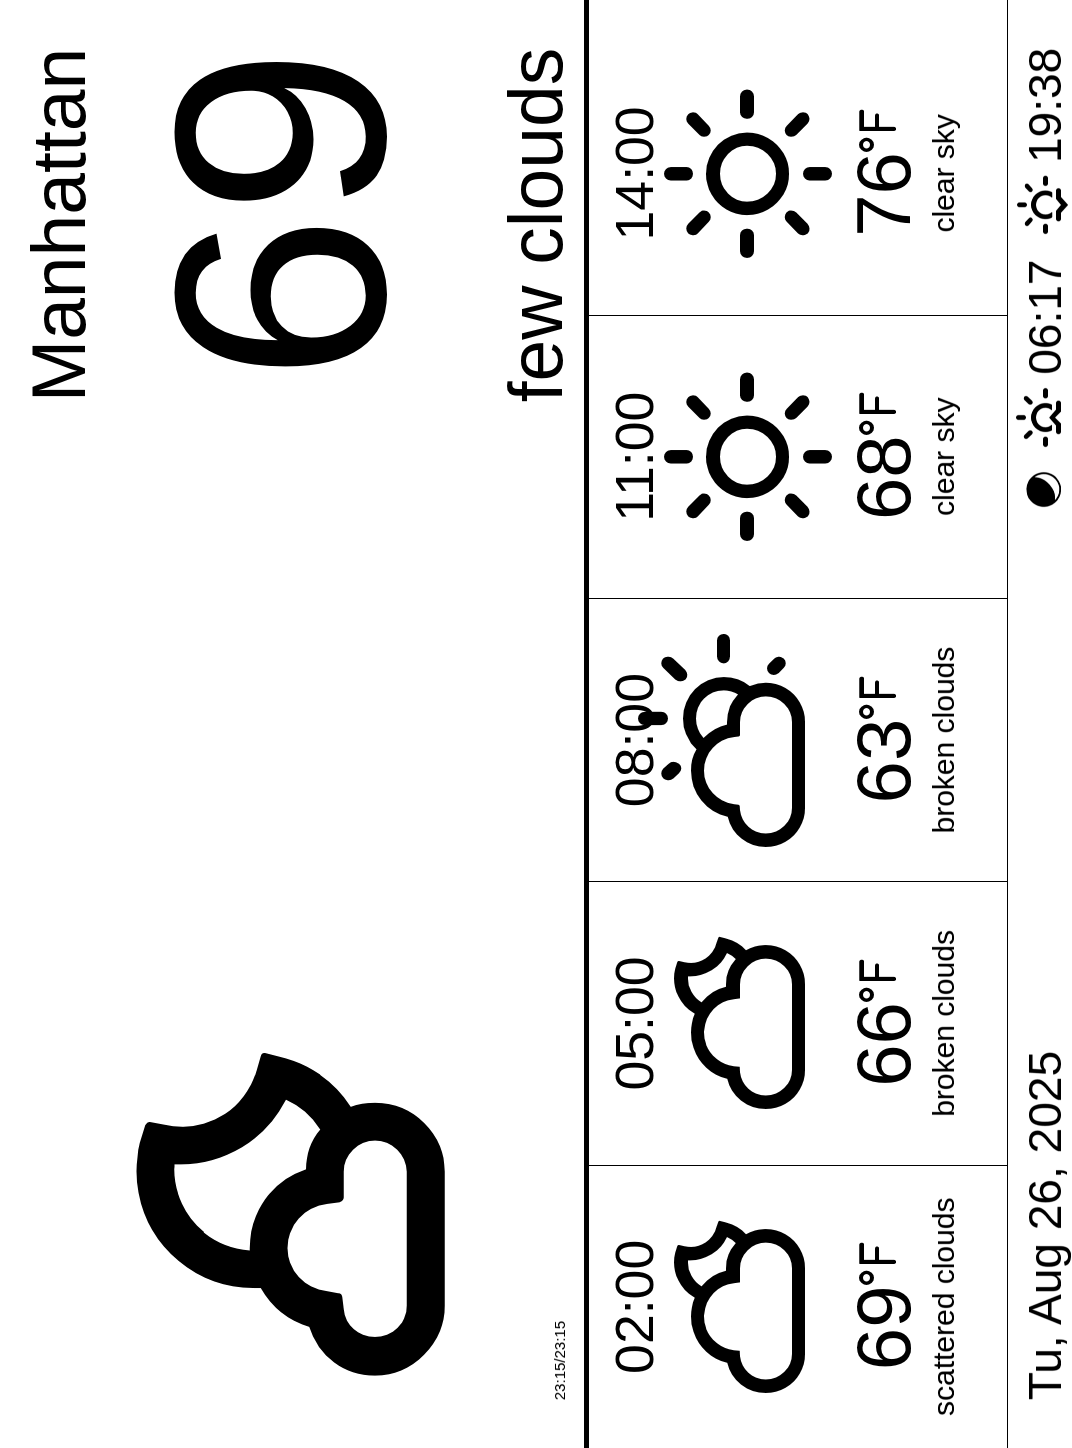 Manhattan
69
few clouds
23:15/23:15
02:00
69°F
scattered clouds
05:00
66°F
broken clouds
08:00
63°F
broken clouds
11:00
68°F
clear sky
14:00
76°F
clear sky
Tu, Aug 26, 2025
06:17 19:38